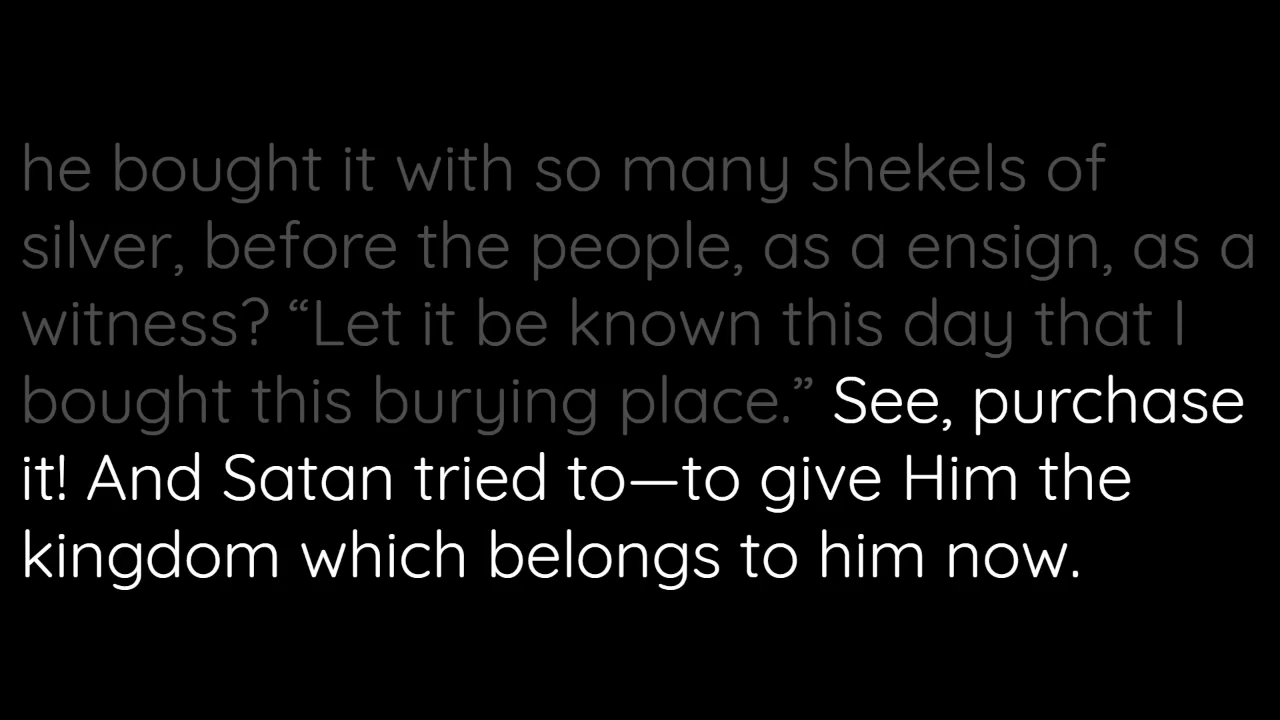 he bought it with so many shekels of
silver, before the people, as a ensign, as a
witness? “Let it be known this day that I
bought this burying place.” See, purchase
it! And Satan tried to—to give Him the
kingdom which belongs to him now.